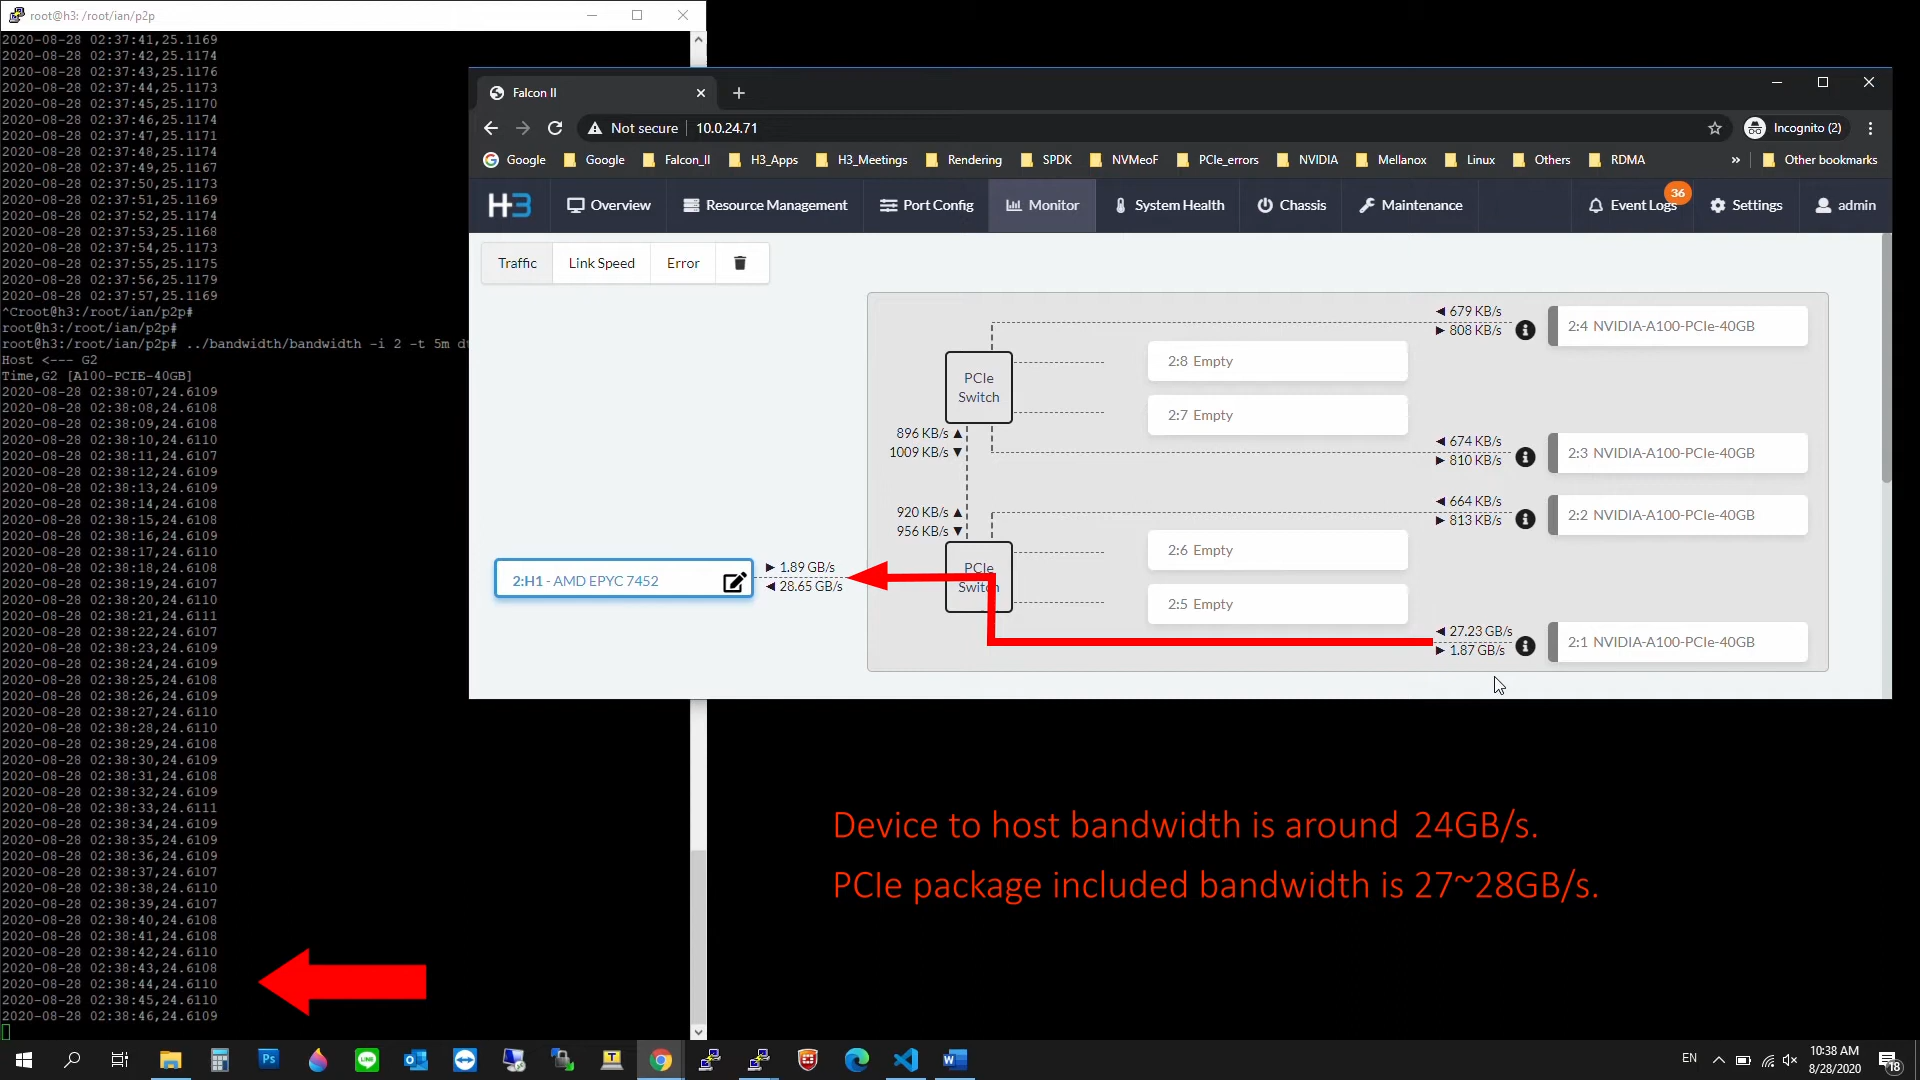 root@h3: /root/ian/p2p
2020-08-28 02:37:41,25.1169
2020-08-28 02:37:42,25.1174
2020-08-28 02:37:43,25.1176
2020-08-28 02:37:44,25.1173
2020-08-28 02:37:45,25.1170
2020-08-28 02:37:46,25.1174
2020-08-28 02:37:47,25.1171
2020-08-28 02:37:48,25.1174
2020-08-28 02:37:49,25.1167
2020-08-28 02:37:50,25.1173
2020-08-28 02:37:51,25.1169
2020-08-28 02:37:52,25.1174
2020-08-28 02:37:53,25.1168
2020-08-28 02:37:54,25.1173
2020-08-28 02:37:55,25.1175
2020-08-28 02:37:56,25.1179
2020-08-28 02:37:57,25.1169
^Croot@h3:/root/ian/p2p#
root@h3:/root/ian/p2p#
root@h3:/root/ian/p2p# ../bandwidth/bandwidth -i 2 -t 5m
Host <--- G2
Time,G2 [A100-PCIE-40GB]
2020-08-28 02:38:07,24.6109
2020-08-28 02:38:08,24.6108
2020-08-28 02:38:09,24.6108
2020-08-28 02:38:10,24.6110
2020-08-28 02:38:11,24.6107
2020-08-28 02:38:12,24.6109
2020-08-28 02:38:13,24.6109
2020-08-28 02:38:14,24.6108
2020-08-28 02:38:15,24.6108
2020-08-28 02:38:16,24.6109
2020-08-28 02:38:17,24.6110
2020-08-28 02:38:18,24.6108
2020-08-28 02:38:19,24.6107
2020-08-28 02:38:20,24.6110
2020-08-28 02:38:21,24.6111
2020-08-28 02:38:22,24.6107
2020-08-28 02:38:23,24.6109
2020-08-28 02:38:24,24.6109
2020-08-28 02:38:25,24.6108
2020-08-28 02:38:26,24.6109
2020-08-28 02:38:27,24.6110
2020-08-28 02:38:28,24.6110
2020-08-28 02:38:29,24.6108
2020-08-28 02:38:30,24.6109
2020-08-28 02:38:31,24.6108
2020-08-28 02:38:32,24.6109
2020-08-28 02:38:33,24.6111
2020-08-28 02:38:34,24.6109
2020-08-28 02:38:35,24.6109
2020-08-28 02:38:36,24.6109
2020-08-28 02:38:37,24.6107
2020-08-28 02:38:38,24.6110
2020-08-28 02:38:39,24.6107
2020-08-28 02:38:40,24.6108
2020-08-28 02:38:41,24.6108
2020-08-28 02:38:42,24.6110
2020-08-28 02:38:43,24.6108
2020-08-28 02:38:44,24.6110
2020-08-28 02:38:45,24.6110
2020-08-28 02:38:46,24.6109
Falcon II
Not secure 10.0.24.71 Incognito (2)
Google Google Falcon_II H3_Apps H3_Meetings Rendering SPDK NVMeoF PCIe_errors NVIDIA Mellanox Linux Others RDMA » Other bookmarks
H3 Overview Resource Management Port Config Monitor System Health Chassis Maintenance Event Logs 36 Settings admin
Traffic Link Speed Error
◄ 679 KB/s
► 808 KB/s
2:4 NVIDIA-A100-PCIe-40GB
2:8 Empty
PCIe
Switch
2:7 Empty
896 KB/s ▲
1009 KB/s ▼
◄ 674 KB/s
► 810 KB/s
2:3 NVIDIA-A100-PCIe-40GB
◄ 664 KB/s
► 813 KB/s
2:2 NVIDIA-A100-PCIe-40GB
920 KB/s ▲
956 KB/s ▼
2:6 Empty
2:H1 - AMD EPYC 7452
► 1.89 GB/s
◄ 28.65 GB/s
PCIe
Switch
2:5 Empty
◄ 27.23 GB/s
► 1.87 GB/s
2:1 NVIDIA-A100-PCIe-40GB
Device to host bandwidth is around 24GB/s.
PCIe package included bandwidth is 27~28GB/s.
Ps
LINE
T
W
EN
10:38 AM
8/28/2020
18